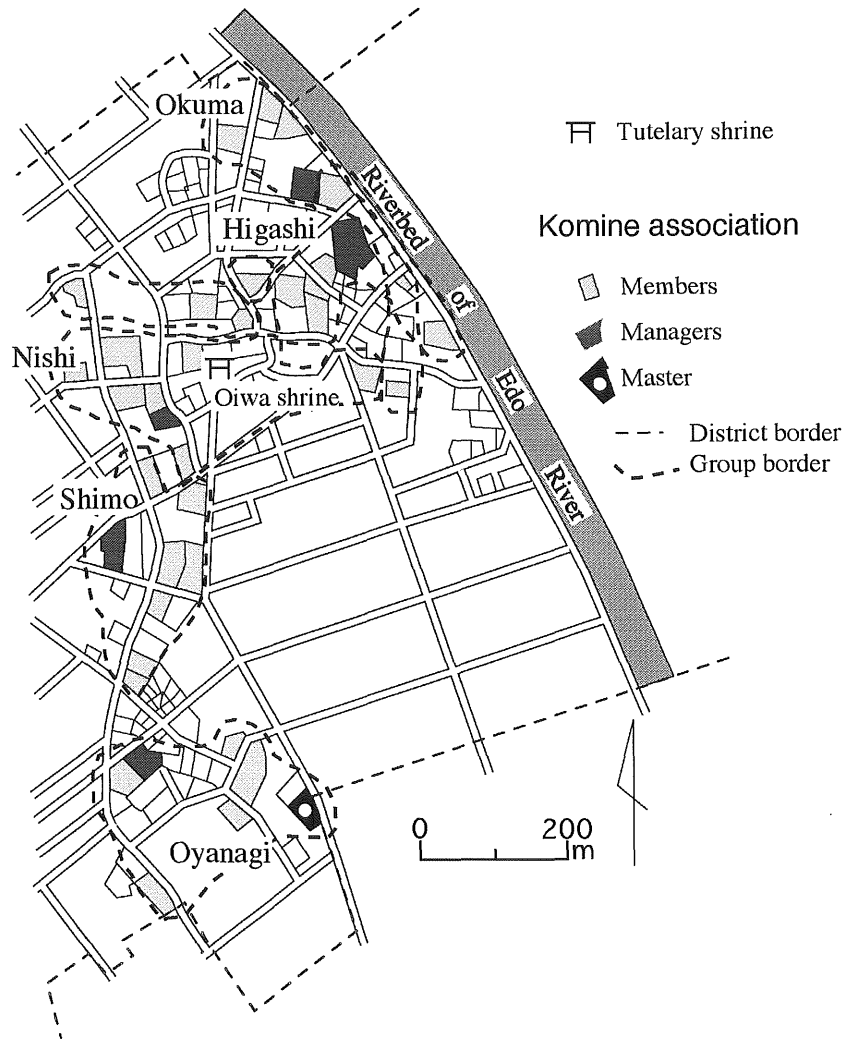 Okuma
Higashi
Nishi
Oiwa shrine
Shimo
Oyanagi
Riverbed
of
Edo
River
Tutelary shrine
Komine association
Members
Managers
Master
District border
Group border
0 200
m